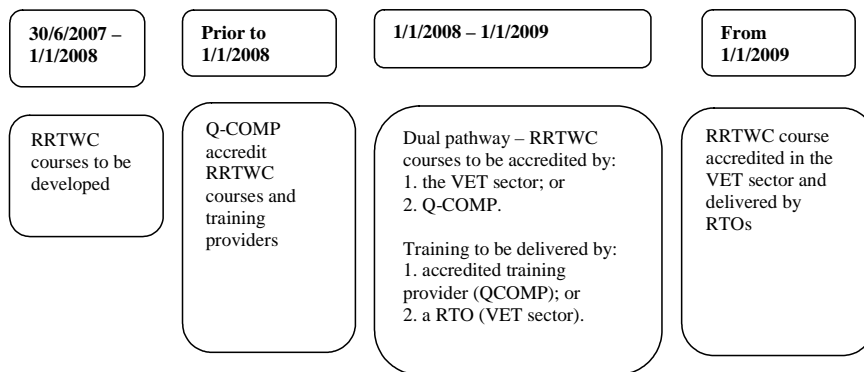 30/6/2007 –
1/1/2008
Prior to
1/1/2008
1/1/2008 – 1/1/2009
From
1/1/2009
RRTWC
courses to be
developed
Q-COMP
accredit
RRTWC
courses and
training
providers
Dual pathway – RRTWC
courses to be accredited by:
1. the VET sector; or
2. Q-COMP.
Training to be delivered by:
1. accredited training
provider (QCOMP); or
2. a RTO (VET sector).
RRTWC course
accredited in the
VET sector and
delivered by
RTOs